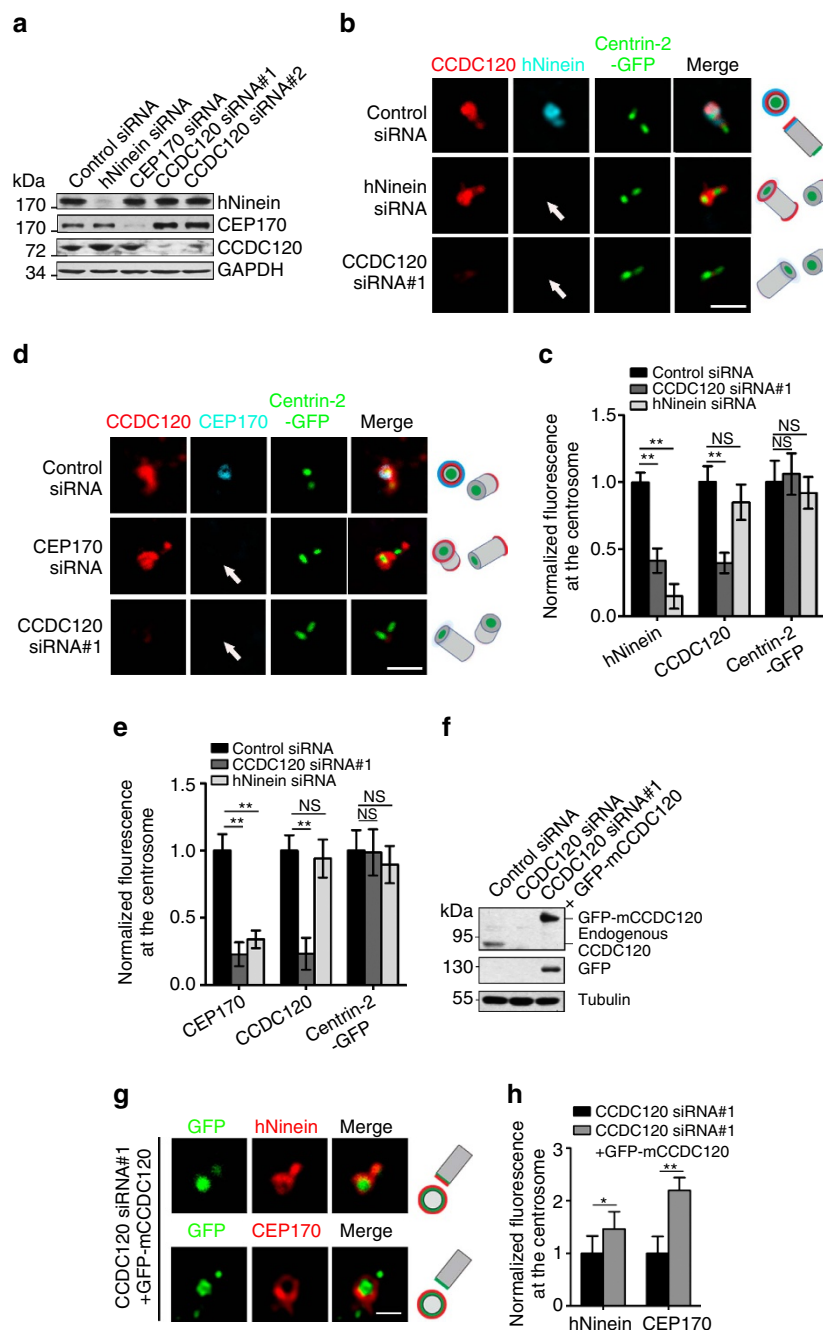 a
Control siRNA
hNinein siRNA
CEP170 siRNA
CCDC120 siRNA#1
CCDC120 siRNA#2
kDa
170
hNinein
170
CEP170
72
CCDC120
34
GAPDH
b
CCDC120 hNinein Centrin-2 -GFP Merge
Control siRNA
hNinein siRNA
CCDC120 siRNA#1
d
CCDC120 CEP170 Centrin-2 -GFP Merge
Control siRNA
CEP170 siRNA
CCDC120 siRNA#1
c
Control siRNA
CCDC120 siRNA#1
hNinein siRNA
Normalized fluorescence at the centrosome
1.5
1.0
0.5
0.0
**
**
NS
**
NS
NS
hNinein
CCDC120
Centrin-2 -GFP
e
Control siRNA
CCDC120 siRNA#1
hNinein siRNA
Normalized flourescence at the centrosome
1.5
1.0
0.5
0.0
**
**
NS
**
NS
NS
CEP170
CCDC120
Centrin-2 -GFP
f
Control siRNA
CCDC120 siRNA
CCDC120 siRNA#1
+ GFP-mCCDC120
kDa
GFP-mCCDC120
95
Endogenous CCDC120
130
GFP
55
Tubulin
g
CCDC120 siRNA#1
+GFP-mCCDC120
GFP hNinein Merge
GFP CEP170 Merge
h
CCDC120 siRNA#1
CCDC120 siRNA#1
+GFP-mCCDC120
Normalized fluorescence at the centrosome
3
2
1
0
*
**
hNinein
CEP170